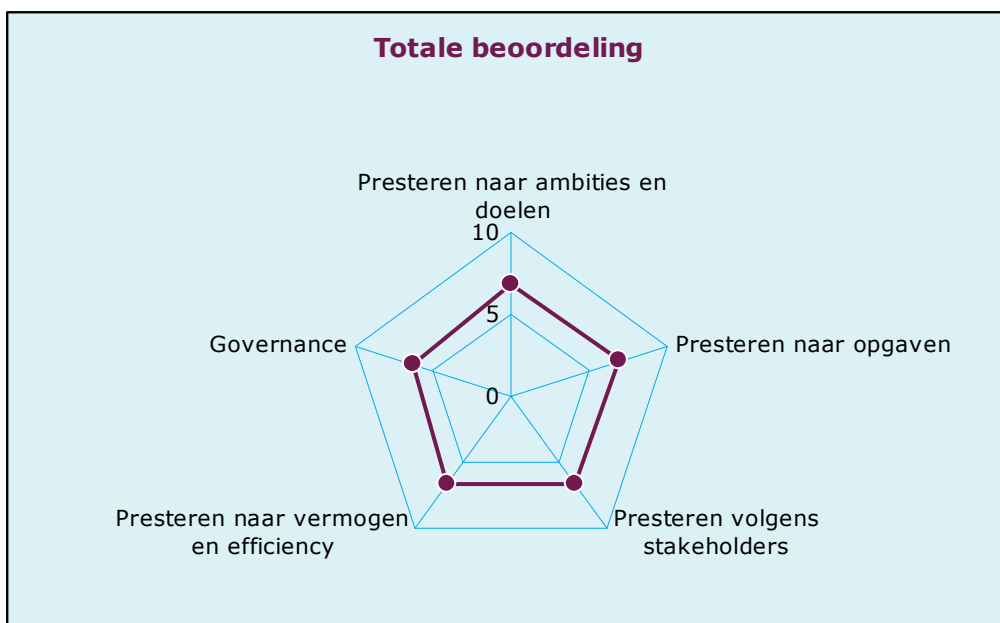 Totale beoordeling
Presteren naar ambities en
doelen
10
5
0
Governance
Presteren naar opgaven
Presteren naar vermogen
en efficiency
Presteren volgens
stakeholders